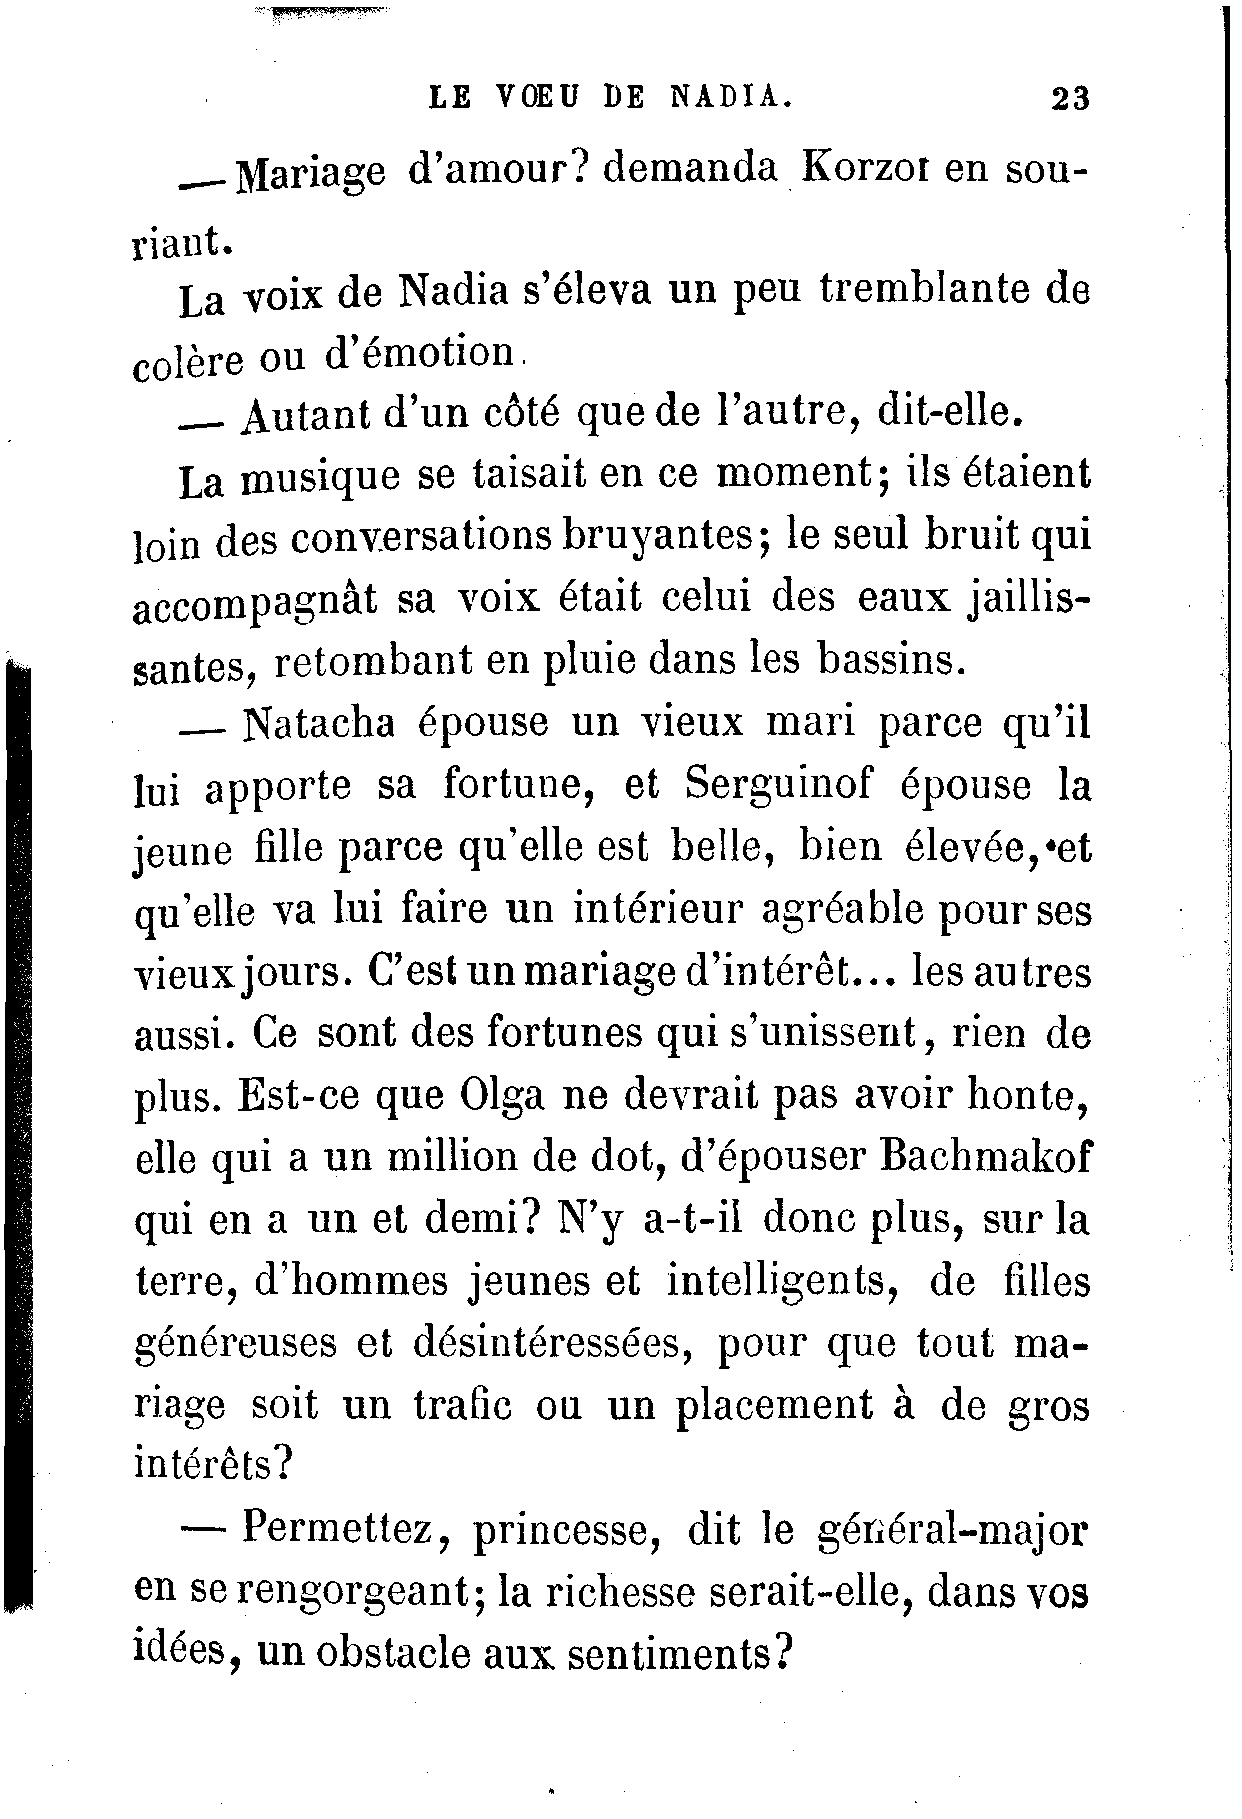 LE VŒU DE NADIA. 23
— Mariage d'amour? demanda Korzof en sou-
riant.
La voix de Nadia s'éleva un peu tremblante de
colère ou d'émotion.
— Autant d'un côté que de l'autre, dit-elle.
La musique se taisait en ce moment; ils étaient
loin des conversations bruyantes; le seul bruit qui
accompagnât sa voix était celui des eaux jaillis-
santes, retombant en pluie dans les bassins.
— Natacha épouse un vieux mari parce qu'il
lui apporte sa fortune, et Serguinof épouse la
jeune fille parce qu'elle est belle, bien élevée, et
qu'elle va lui faire un intérieur agréable pour ses
vieux jours. C'est un mariage d'intérêt... les autres
aussi. Ce sont des fortunes qui s'unissent, rien de
plus. Est-ce que Olga ne devrait pas avoir honte,
elle qui a un million de dot, d'épouser Bachmakof
qui en a un et demi? N'y a-t-il donc plus, sur la
terre, d'hommes jeunes et intelligents, de filles
généreuses et désintéressées, pour que tout ma-
riage soit un trafic ou un placement à de gros
intérêts?
— Permettez, princesse, dit le général-major
en se rengorgeant; la richesse serait-elle, dans vos
idées, un obstacle aux sentiments?